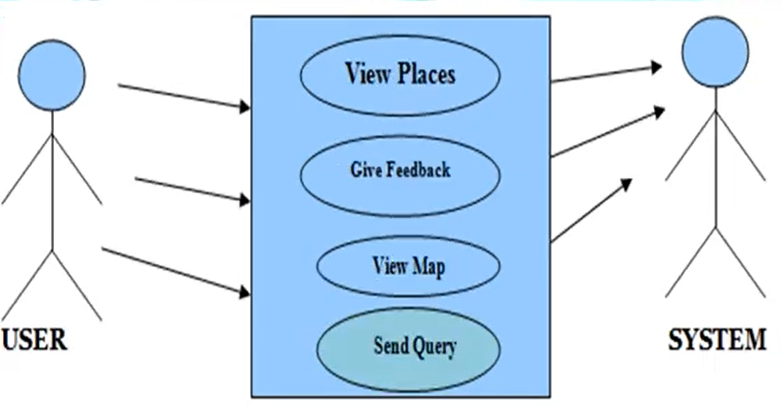 View Places
Give Feedback
View Map
Send Query
USER
SYSTEM